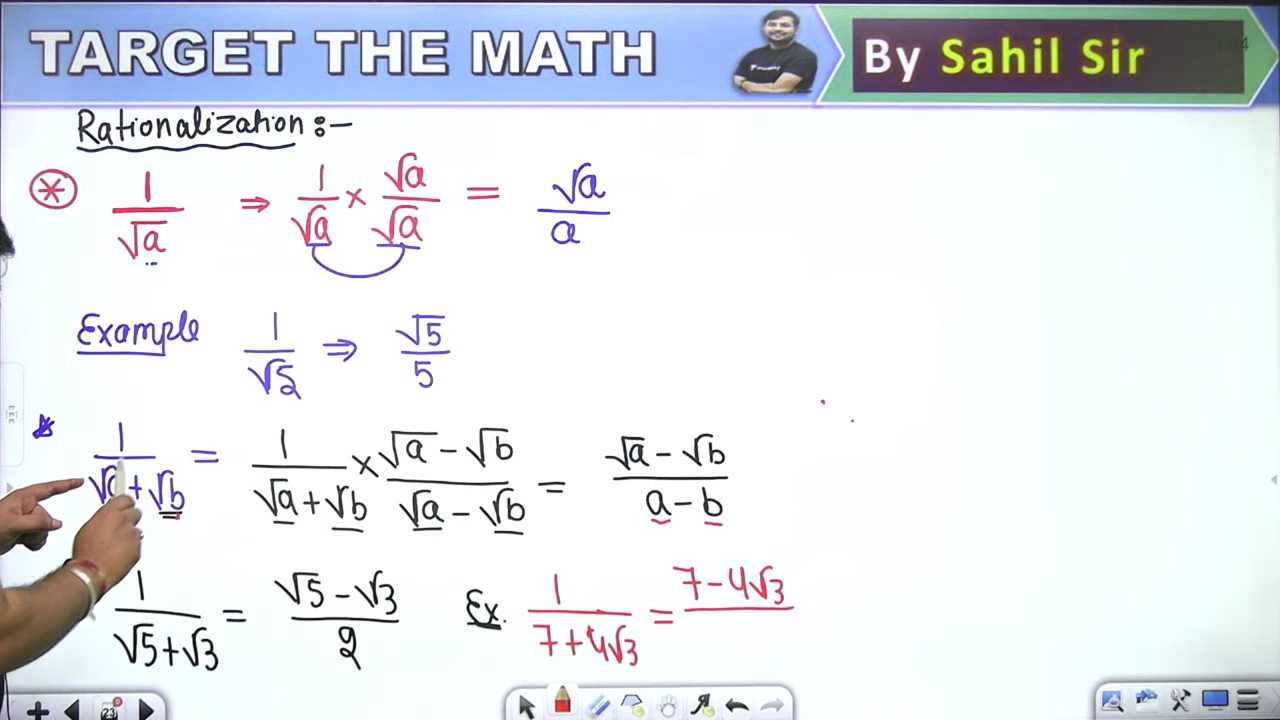 TARGET THE MATH
By Sahil Sir
Rationalization :-
* 1/√a ⇒ 1/√a × √a/√a = √a/a
Example 1/√5 ⇒ √5/5
* 1/(√a + √b) = 1/(√a + √b) × (√a - √b)/(√a - √b) = (√a - √b)/(a - b)
1/(√5 + √3) = (√5 - √3)/2 Ex. 1/(7 + 4√3) = 7 - 4√3
23